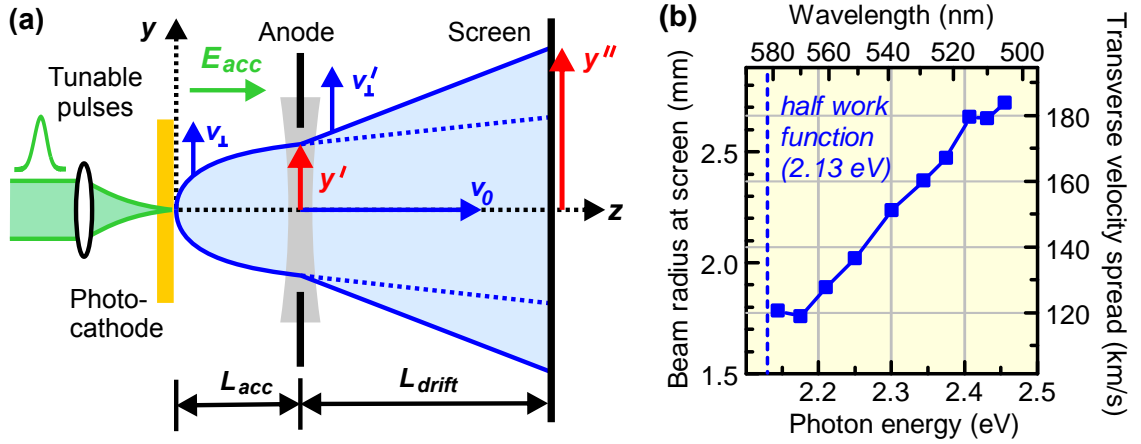 (a)
y
Anode
Screen
Tunable
pulses
E_acc
v⊥
v⊥′
y′
y″
v₀
z
Photo-
cathode
L_acc
L_drift
(b)
Wavelength (nm)
580 560 540 520 500
half work
function
(2.13 eV)
Beam radius at screen (mm)
2.5
2.0
1.5
180
160
140
120
Transverse velocity spread (km/s)
2.2 2.3 2.4 2.5
Photon energy (eV)